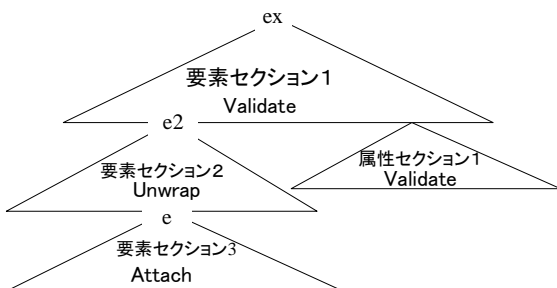 ex
要素セクション1
Validate
e2
要素セクション2
Unwrap
属性セクション1
Validate
e
要素セクション3
Attach